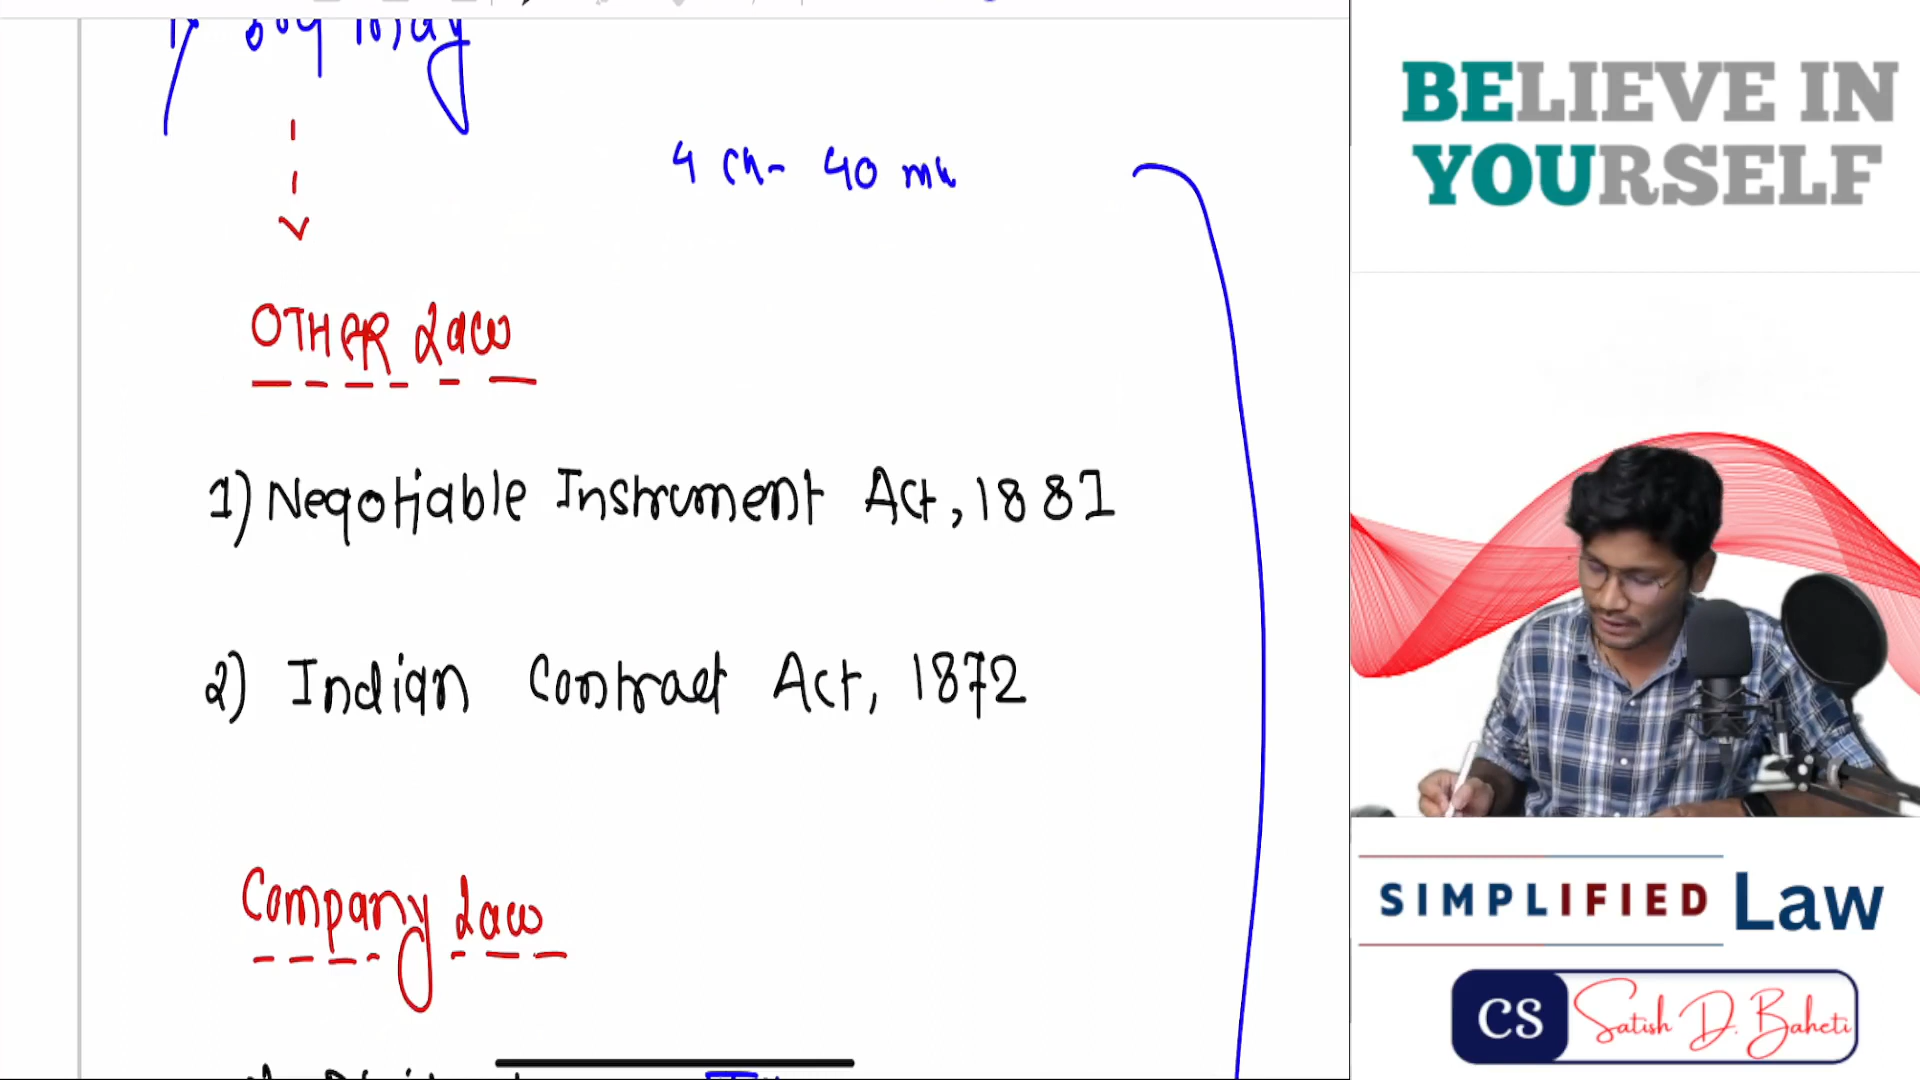 4 Ch- 40 mk
OTHER Law
1) Negotiable Instrument Act, 1881
2) Indian Contract Act, 1872
Company Law
BELIEVE IN
YOURSELF
SIMPLIFIED Law
CS Satish D. Baheti